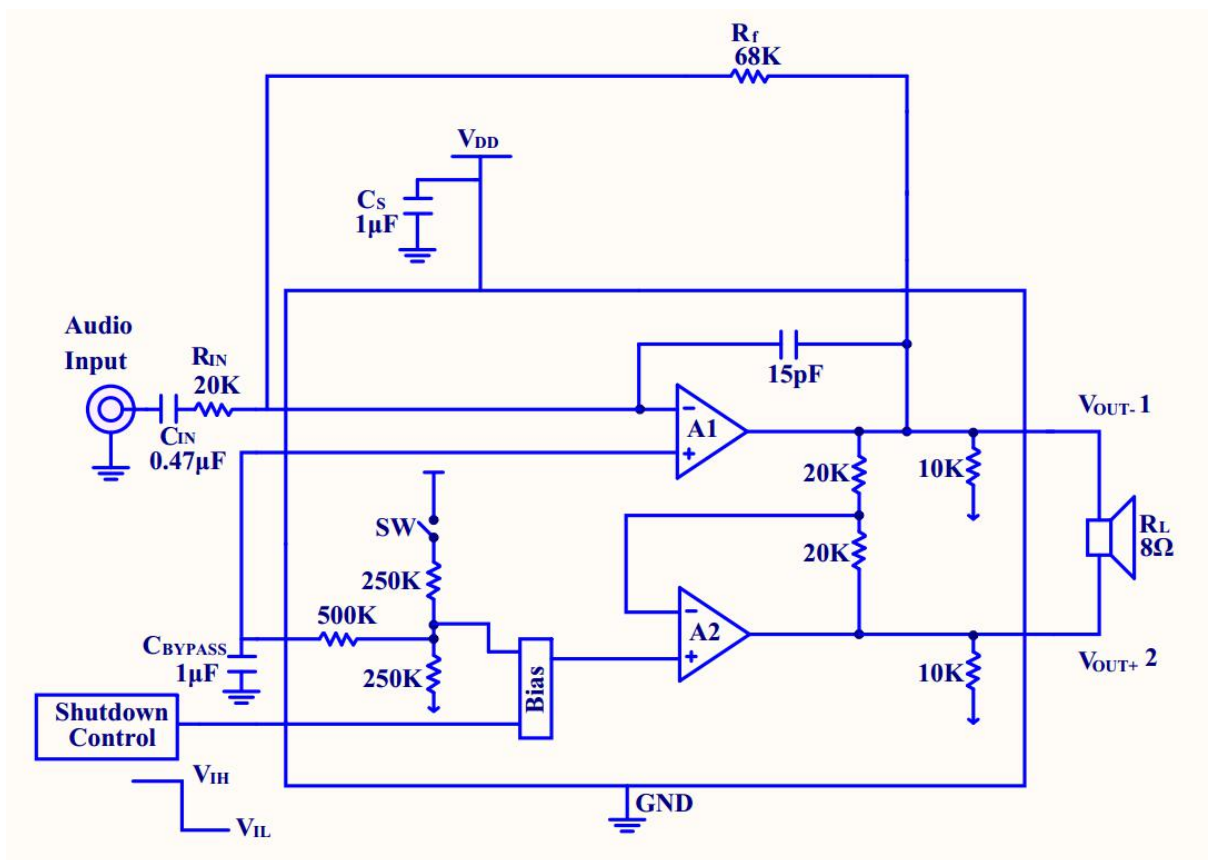 Rf
68K
VDD
CS
1µF
Audio
Input
RIN
20K
CIN
0.47µF
15pF
A1
-
+
VOUT- 1
20K
10K
SW
20K
RL
8Ω
250K
500K
A2
-
+
CBYPASS
1µF
250K
Bias
10K
VOUT+ 2
Shutdown
Control
VIH
VIL
GND